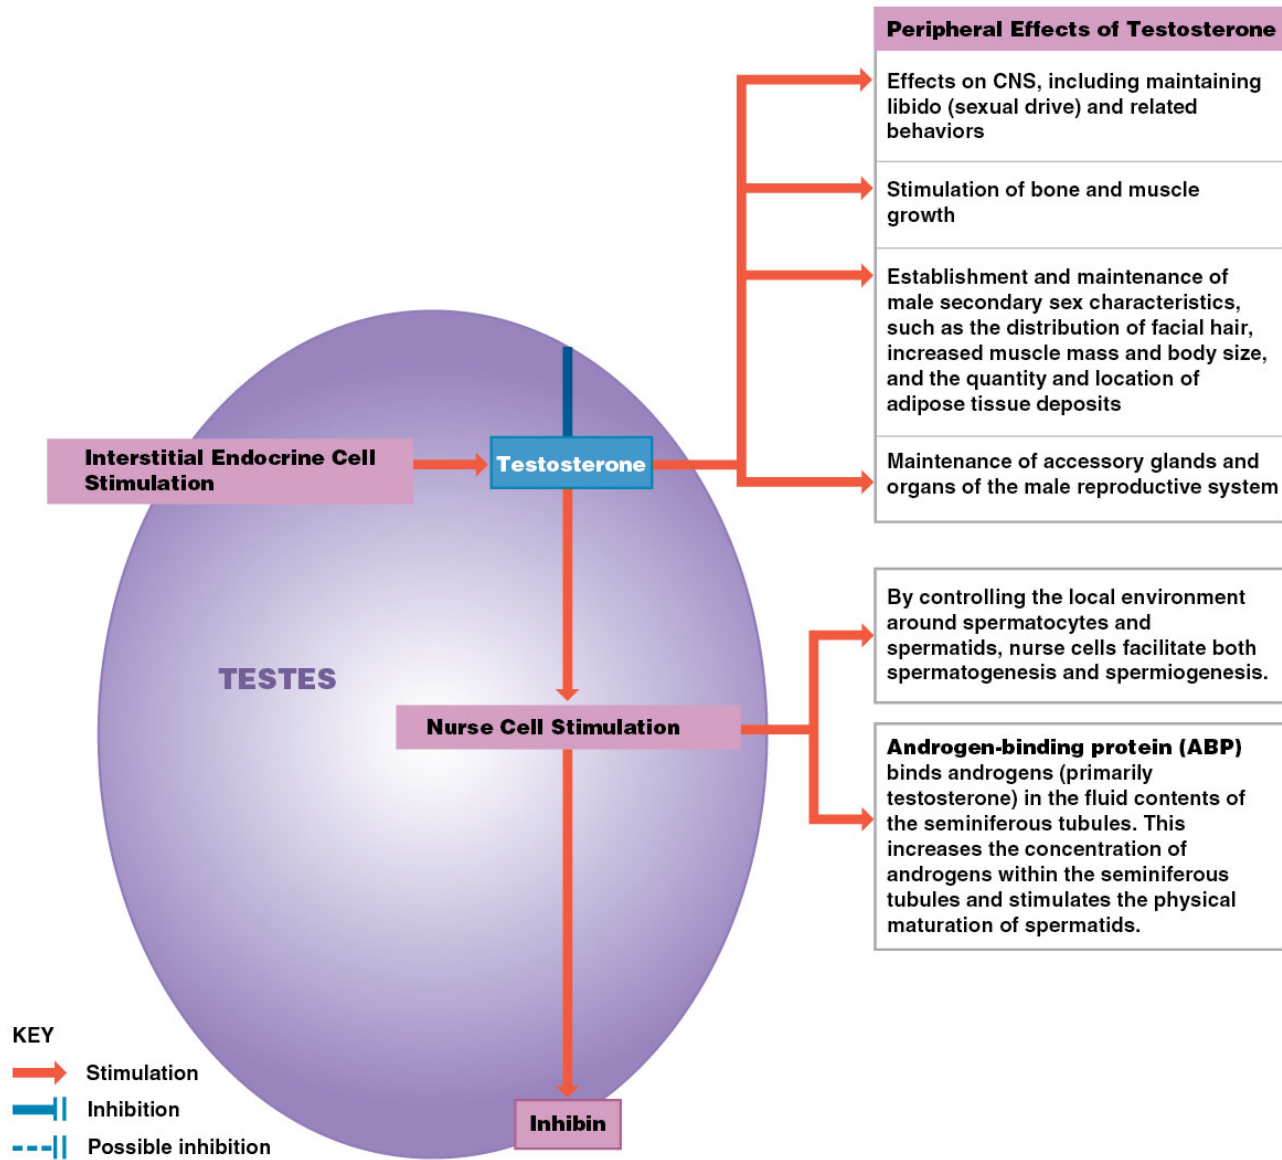 Peripheral Effects of Testosterone
Effects on CNS, including maintaining
libido (sexual drive) and related
behaviors
Stimulation of bone and muscle
growth
Establishment and maintenance of
male secondary sex characteristics,
such as the distribution of facial hair,
increased muscle mass and body size,
and the quantity and location of
adipose tissue deposits
Interstitial Endocrine Cell
Stimulation
Testosterone
Maintenance of accessory glands and
organs of the male reproductive system
By controlling the local environment
around spermatocytes and
spermatids, nurse cells facilitate both
spermatogenesis and spermiogenesis.
TESTES
Nurse Cell Stimulation
Androgen-binding protein (ABP)
binds androgens (primarily
testosterone) in the fluid contents of
the seminiferous tubules. This
increases the concentration of
androgens within the seminiferous
tubules and stimulates the physical
maturation of spermatids.
KEY
Stimulation
Inhibition
Possible inhibition
Inhibin